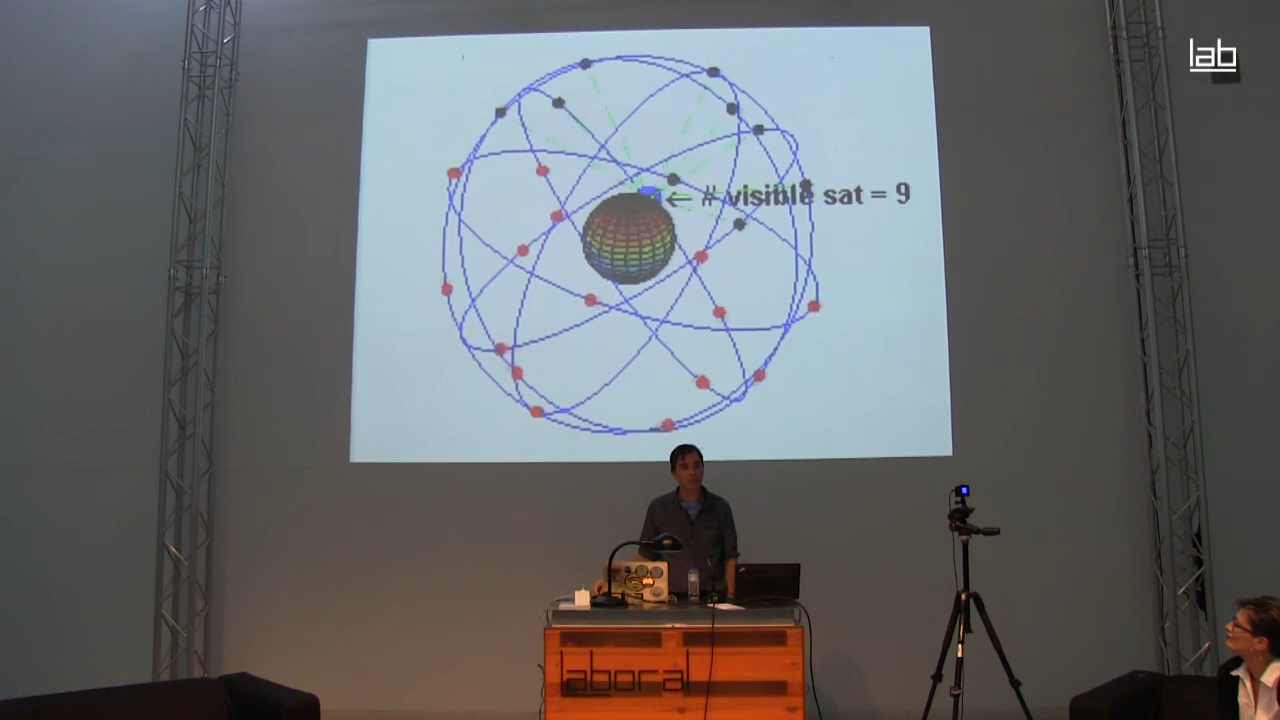 lab
← # visible sat = 9
laboral